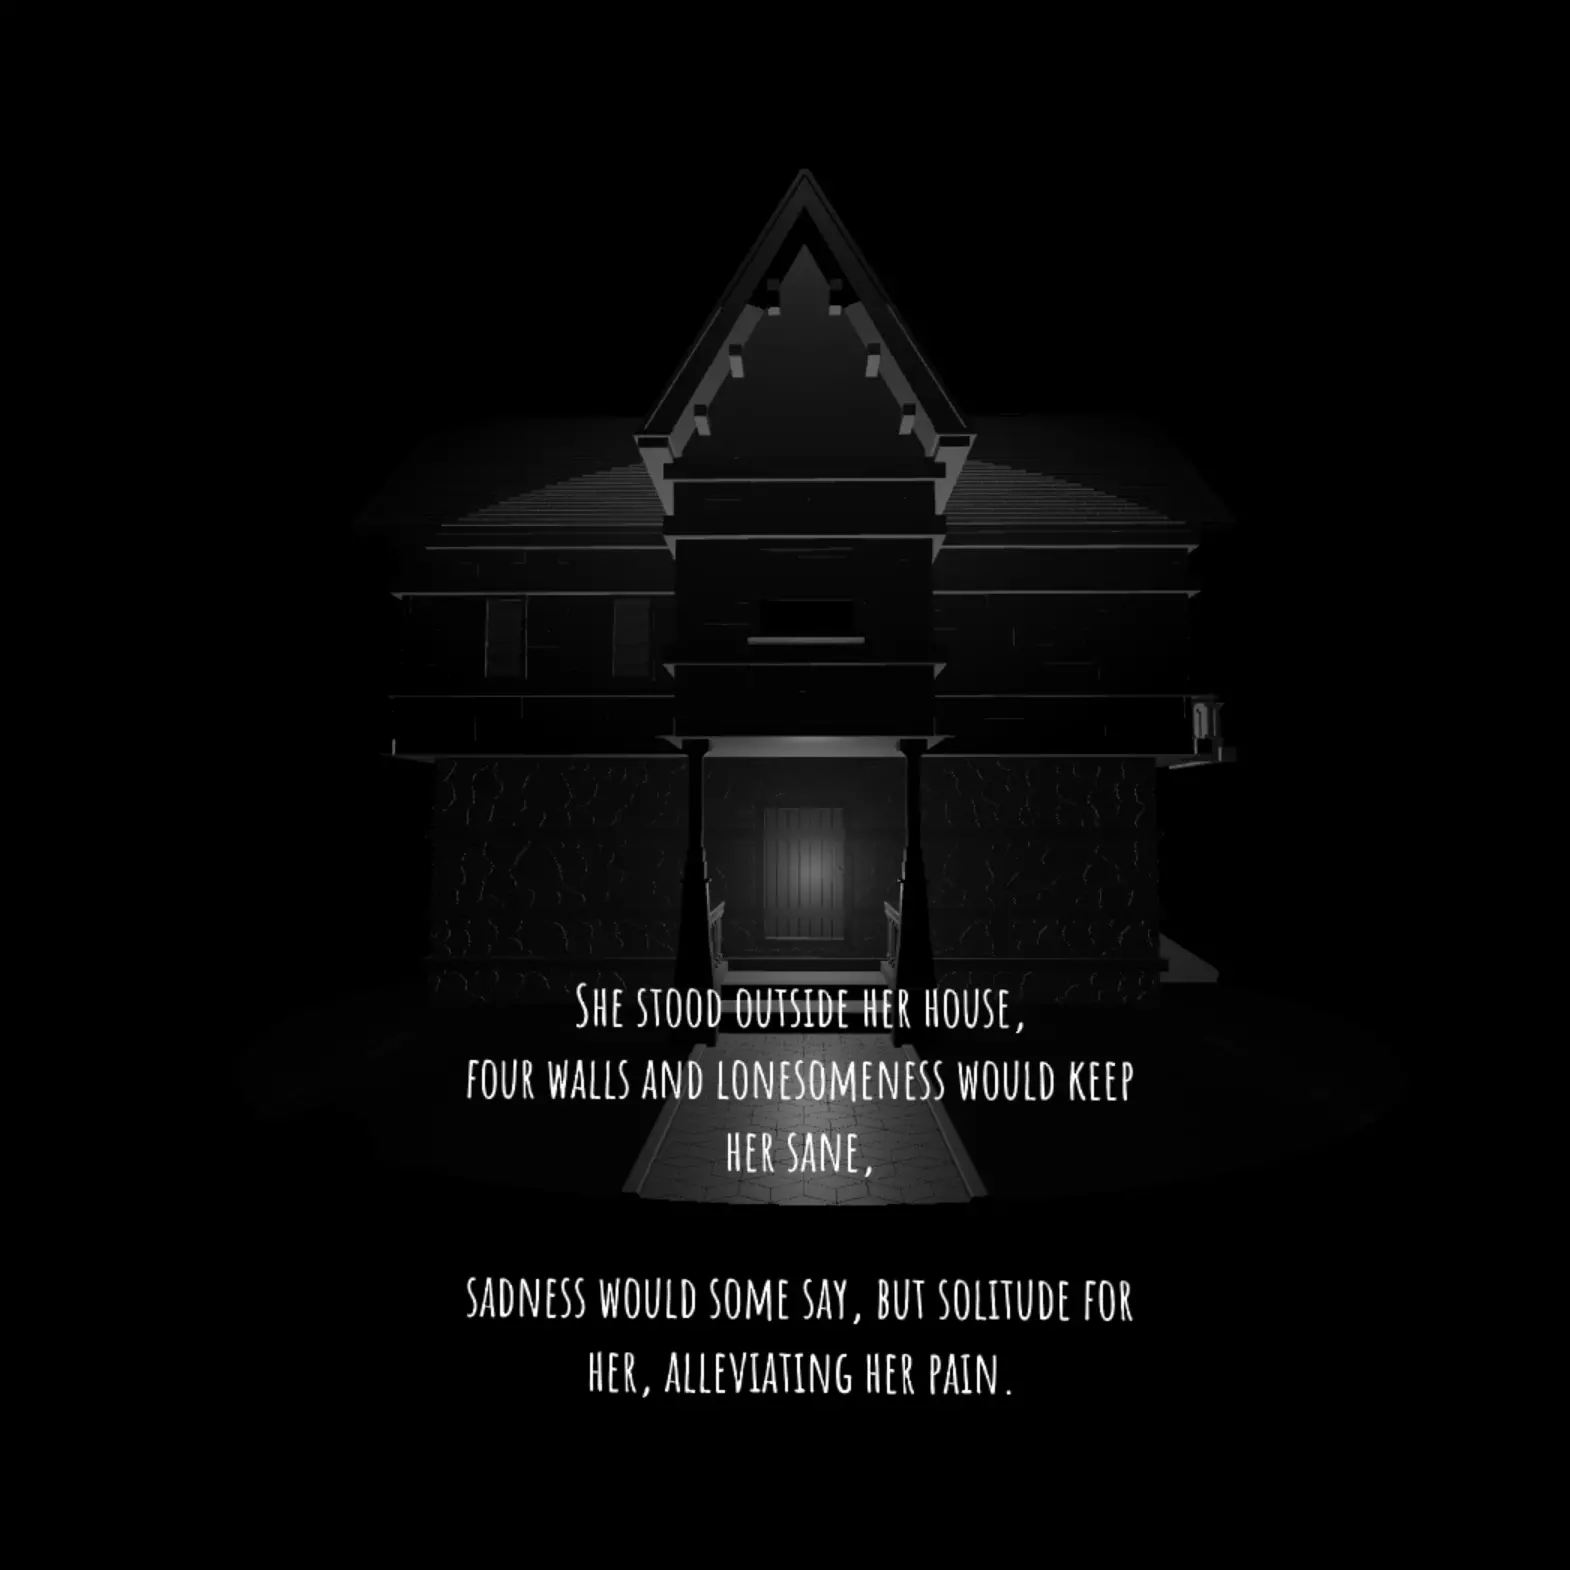 She stood outside her house,
four walls and lonesomeness would keep
her sane,
sadness would some say, but solitude for
her, alleviating her pain.